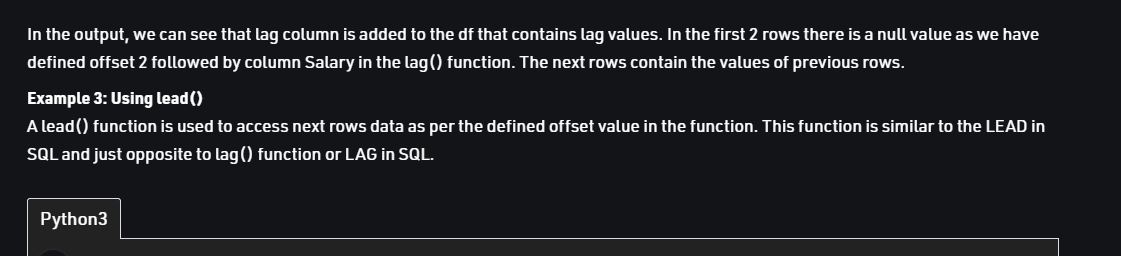 In the output, we can see that lag column is added to the df that contains lag values. In the first 2 rows there is a null value as we have
defined offset 2 followed by column Salary in the lag() function. The next rows contain the values of previous rows.
Example 3: Using lead()
A lead() function is used to access next rows data as per the defined offset value in the function. This function is similar to the LEAD in
SQL and just opposite to lag() function or LAG in SQL.
Python3